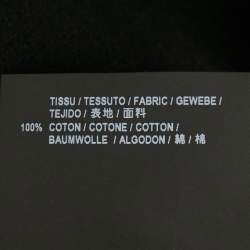 TISSU / TESSUTO / FABRIC / GEWEBE /
TEJIDO / 表地 / 面料
100% COTON / COTONE / COTTON /
BAUMWOLLE / ALGODON / 綿 / 棉